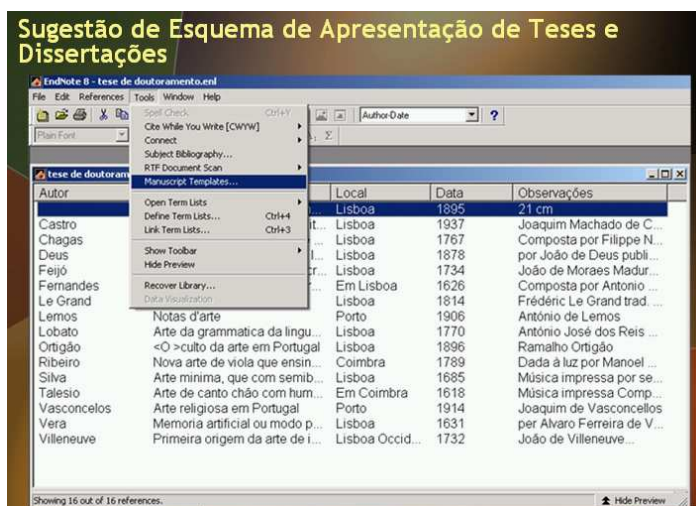 Sugestão de Esquema de Apresentação de Teses e
Dissertações
EndNote 8 - tese de doutoramento.enl
File Edit References Tools Window Help
Author-Date
Plain Font
Spell Check Ctrl+Y
Cite While You Write [CWYW]
Connect
Subject Bibliography...
RTF Document Scan
Manuscript Templates...
Open Term Lists
Define Term Lists... Ctrl+4
Link Term Lists... Ctrl+3
Show Toolbar
Hide Preview
Recover Library...
Data Visualization
tese de doutoram
Autor Local Data Observações
Lisboa 1895 21 cm
Castro Lisboa 1937 Joaquim Machado de C...
Chagas Lisboa 1767 Composta por Filippe N...
Deus Lisboa 1878 por João de Deus publi...
Feijó Lisboa 1734 João de Moraes Madur...
Fernandes Em Lisboa 1626 Composta por Antonio ...
Le Grand Lisboa 1814 Frédéric Le Grand trad. ...
Lemos Notas d'arte Porto 1906 António de Lemos
Lobato Arte da grammatica da lingu... Lisboa 1770 António José dos Reis ...
Ortigão <O >culto da arte em Portugal Lisboa 1896 Ramalho Ortigão
Ribeiro Nova arte de viola que ensin... Coimbra 1789 Dada à luz por Manoel ...
Silva Arte minima, que com semib... Lisboa 1685 Música impressa por se...
Talesio Arte de canto chão com hum... Em Coimbra 1618 Música impressa Comp...
Vasconcelos Arte religiosa em Portugal Porto 1914 Joaquim de Vasconcellos
Vera Memoria artificial ou modo p... Lisboa 1631 per Alvaro Ferreira de V...
Villeneuve Primeira origem da arte de i... Lisboa Occid... 1732 João de Villeneuve...
Showing 16 out of 16 references. Hide Preview